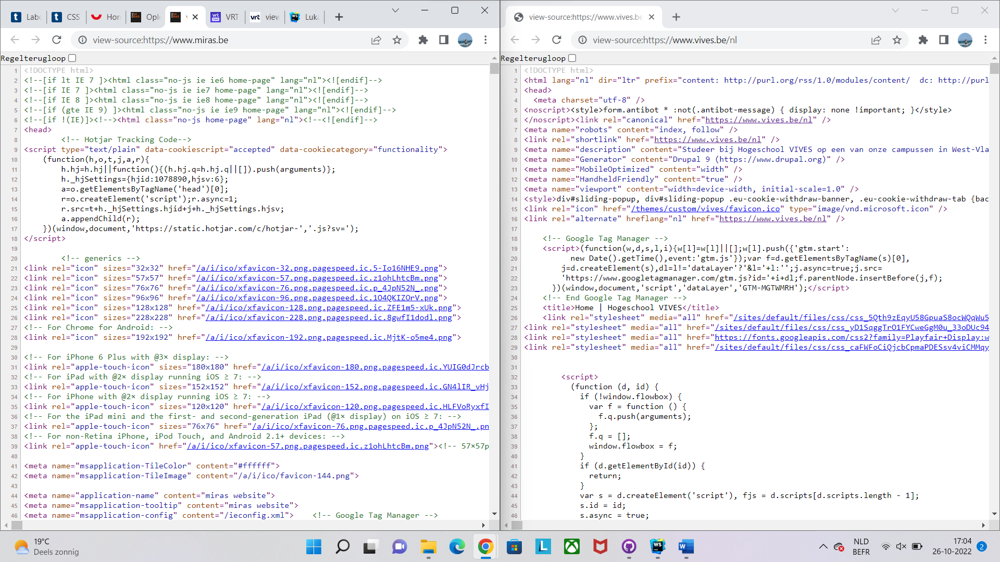 Labo
CSS
Hom
Ople
VRT
vrt
view
Luka
view-source:https://www.miras.be
Regelterugloop
1 <!DOCTYPE html>
2 <!--[if lt IE 7 ]><html class="no-js ie ie6 home-page" lang="nl"><![endif]-->
3 <!--[if IE 7 ]><html class="no-js ie ie7 home-page" lang="nl"><![endif]-->
4 <!--[if IE 8 ]><html class="no-js ie ie8 home-page" lang="nl"><![endif]-->
5 <!--[if (gte IE 9) ]><html class="no-js ie ie9 home-page" lang="nl"><![endif]-->
6 <!--[if !(IE)]><!--><html class="no-js home-page" lang="nl"><!--<![endif]-->
7 <head>
8 <!-- Hotjar Tracking Code-->
9 <script type="text/plain" data-cookiescript="accepted" data-cookiecategory="functionality">
10 (function(h,o,t,j,a,r){
11 h.hj=h.hj||function(){(h.hj.q=h.hj.q||[]).push(arguments)};
12 h._hjSettings={hjid:1078890,hjsv:6};
13 a=o.getElementsByTagName('head')[0];
14 r=o.createElement('script');r.async=1;
15 r.src=t+h._hjSettings.hjid+j+h._hjSettings.hjsv;
16 a.appendChild(r);
17 })(window,document,'https://static.hotjar.com/c/hotjar-','.js?sv=');
18 </script>
19
20 <!-- generics -->
21 <link rel="icon" sizes="32x32" href="/a/i/ico/xfavicon-32.png.pagespeed.ic.5-Io16NHE9.png">
22 <link rel="icon" sizes="57x57" href="/a/i/ico/xfavicon-57.png.pagespeed.ic.z1ohLhtcBm.png">
23 <link rel="icon" sizes="76x76" href="/a/i/ico/xfavicon-76.png.pagespeed.ic.p_4JpN52N_.png">
24 <link rel="icon" sizes="96x96" href="/a/i/ico/xfavicon-96.png.pagespeed.ic.1O4QKIZOrV.png">
25 <link rel="icon" sizes="128x128" href="/a/i/ico/xfavicon-128.png.pagespeed.ic.ZFE1m5-xUk.png">
26 <link rel="icon" sizes="228x228" href="/a/i/ico/xfavicon-228.png.pagespeed.ic.8gwfI1dodl.png">
27 <!-- For Chrome for Android: -->
28 <link rel="icon" sizes="192x192" href="/a/i/ico/xfavicon-192.png.pagespeed.ic.MjtK-o5me4.png">
29
30 <!-- For iPhone 6 Plus with @3× display: -->
31 <link rel="apple-touch-icon" sizes="180x180" href="/a/i/ico/xfavicon-180.png.pagespeed.ic.YUIG0dJrcb
32 <!-- For iPad with @2× display running iOS ≥ 7: -->
33 <link rel="apple-touch-icon" sizes="152x152" href="/a/i/ico/xfavicon-152.png.pagespeed.ic.GN4lIR_vHj
34 <!-- For iPhone with @2× display running iOS ≥ 7: -->
35 <link rel="apple-touch-icon" sizes="120x120" href="/a/i/ico/xfavicon-120.png.pagespeed.ic.HLFVoRyxfI
36 <!-- For the iPad mini and the first- and second-generation iPad (@1× display) on iOS ≥ 7: -->
37 <link rel="apple-touch-icon" sizes="76x76" href="/a/i/ico/xfavicon-76.png.pagespeed.ic.p_4JpN52N_.pn
38 <!-- For non-Retina iPhone, iPod Touch, and Android 2.1+ devices: -->
39 <link rel="apple-touch-icon" href="/a/i/ico/xfavicon-57.png.pagespeed.ic.z1ohLhtcBm.png"><!-- 57×57p
40
41 <meta name="msapplication-TileColor" content="#ffffff">
42 <meta name="msapplication-TileImage" content="/a/i/ico/favicon-144.png">
43
44 <meta name="application-name" content="miras website">
45 <meta name="msapplication-tooltip" content="miras website">
46 <meta name="msapplication-config" content="/ieconfig.xml"> <!-- Google Tag Manager -->
view-source:https://www.vives.be
view-source:https://www.vives.be/nl
Regelterugloop
1 <!DOCTYPE html>
2 <html lang="nl" dir="ltr" prefix="content: http://purl.org/rss/1.0/modules/content/  dc: http://purl
3 <head>
4 <meta charset="utf-8" />
5 <noscript><style>form.antibot * :not(.antibot-message) { display: none !important; }</style>
6 </noscript><link rel="canonical" href="https://www.vives.be/nl" />
7 <meta name="robots" content="index, follow" />
8 <link rel="shortlink" href="https://www.vives.be/nl" />
9 <meta name="description" content="Studeer bij Hogeschool VIVES op een van onze campussen in West-Vla
10 <meta name="Generator" content="Drupal 9 (https://www.drupal.org)" />
11 <meta name="MobileOptimized" content="width" />
12 <meta name="HandheldFriendly" content="true" />
13 <meta name="viewport" content="width=device-width, initial-scale=1.0" />
14 <style>div#sliding-popup, div#sliding-popup .eu-cookie-withdraw-banner, .eu-cookie-withdraw-tab {bac
15 <link rel="icon" href="/themes/custom/vives/favicon.ico" type="image/vnd.microsoft.icon" />
16 <link rel="alternate" hreflang="nl" href="https://www.vives.be/nl" />
17
18 <!-- Google Tag Manager -->
19 <script>(function(w,d,s,l,i){w[l]=w[l]||[];w[l].push({'gtm.start':
20 new Date().getTime(),event:'gtm.js'});var f=d.getElementsByTagName(s)[0],
21 j=d.createElement(s),dl=l!='dataLayer'?'&l='+l:'';j.async=true;j.src=
22 'https://www.googletagmanager.com/gtm.js?id='+i+dl;f.parentNode.insertBefore(j,f);
23 })(window,document,'script','dataLayer','GTM-MGTWMRH');</script>
24 <!-- End Google Tag Manager -->
25 <title>Home | Hogeschool VIVES</title>
26 <link rel="stylesheet" media="all" href="/sites/default/files/css/css_5Qth9zEqyU58GpuaS8ocWQqWu5
27 <link rel="stylesheet" media="all" href="/sites/default/files/css/css_yD1SqggTrO1FYCweGgM0u_33oDUc94
28 <link rel="stylesheet" media="all" href="https://fonts.googleapis.com/css2?family=Playfair+Display:w
29 <link rel="stylesheet" media="all" href="/sites/default/files/css/css_caFWFoCiQjcbCpmaPDESsv4viCMMqy
30
31
32 <script>
33 (function (d, id) {
34 if (!window.flowbox) {
35 var f = function () {
36 f.q.push(arguments);
37 };
38 f.q = [];
39 window.flowbox = f;
40 }
41 if (d.getElementById(id)) {
42 return;
43 }
44 var s = d.createElement('script'), fjs = d.scripts[d.scripts.length - 1];
45 s.id = id;
46 s.async = true;
19°C
Deels zonnig
NLD
BEFR
17:04
26-10-2022
2